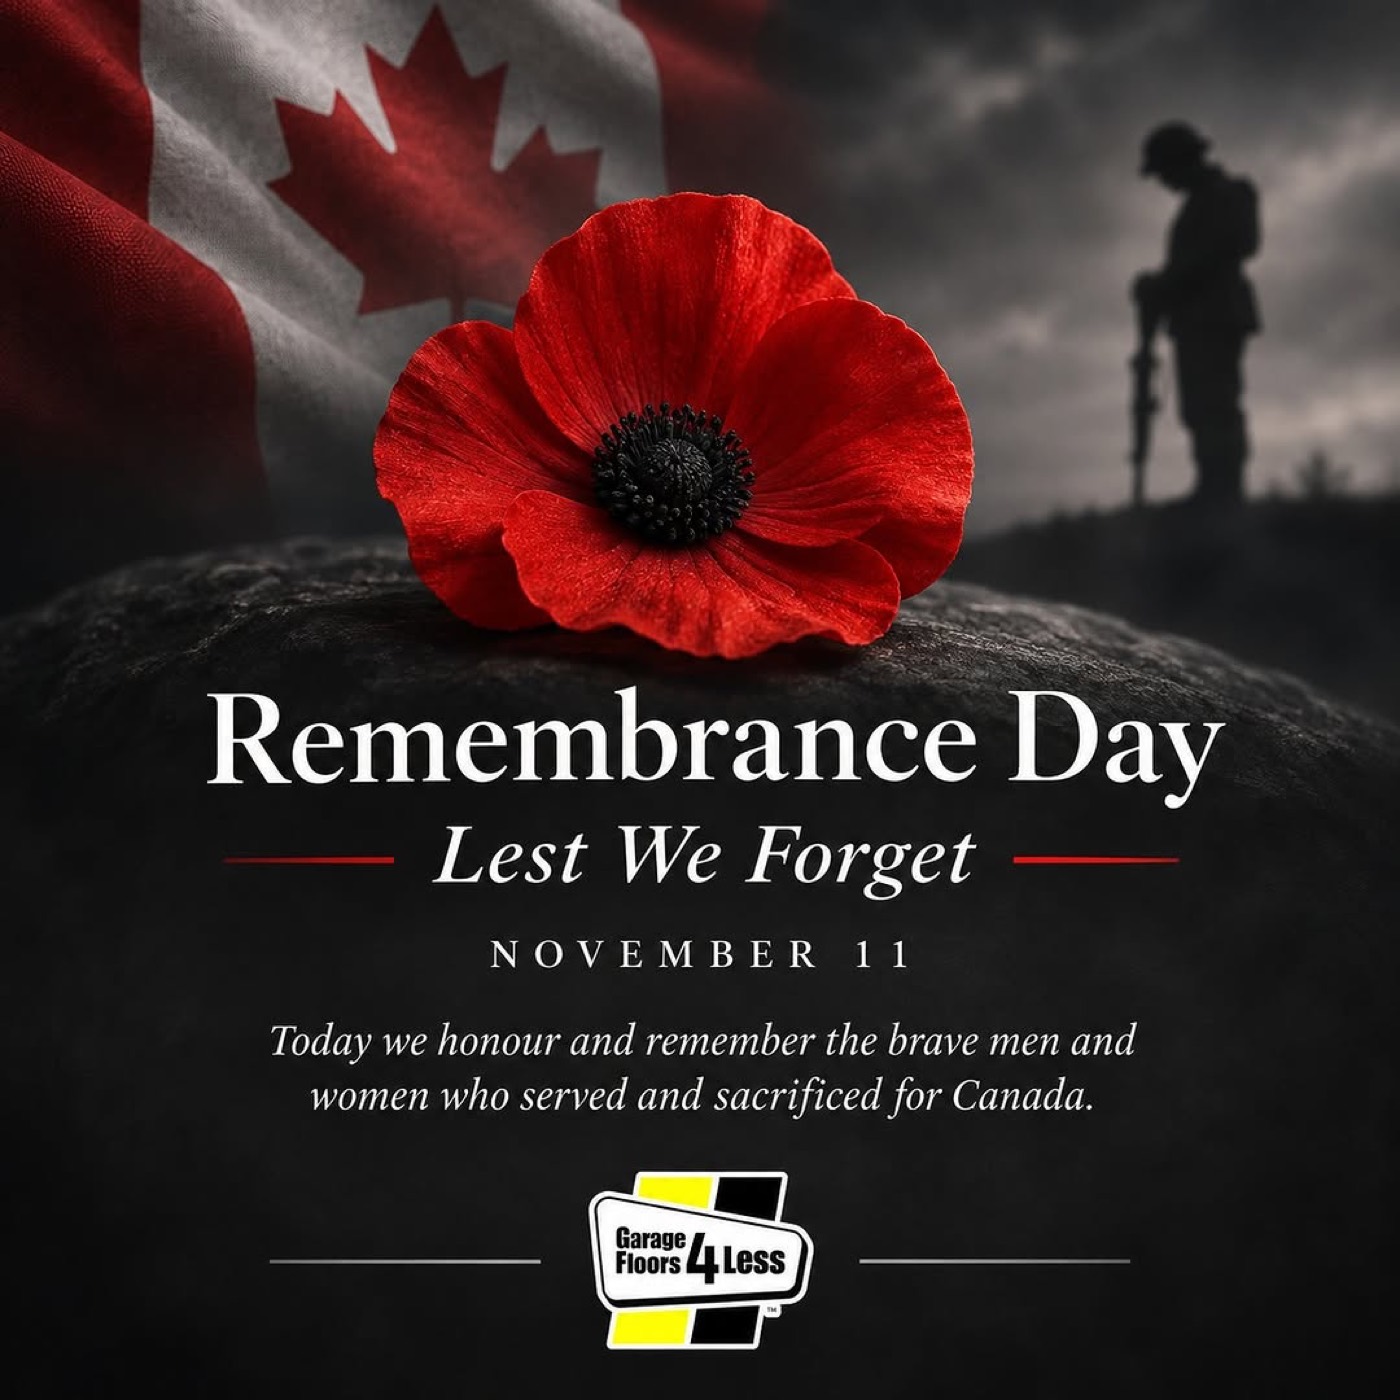 Remembrance Day
Lest We Forget
NOVEMBER 11
Today we honour and remember the brave men and
women who served and sacrificed for Canada.
Garage
Floors
4 Less
TM